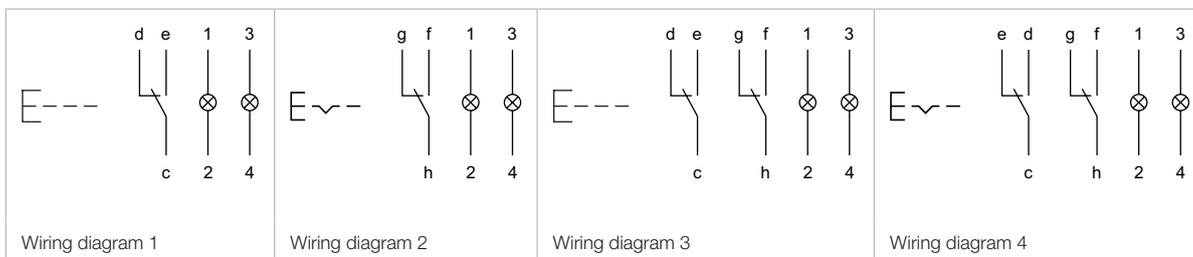 d e 1 3 g f 1 3 d e g f 1 3 e d g f 1 3
c 2 4 h 2 4 c h 2 4 c h 2 4
Wiring diagram 1 Wiring diagram 2 Wiring diagram 3 Wiring diagram 4